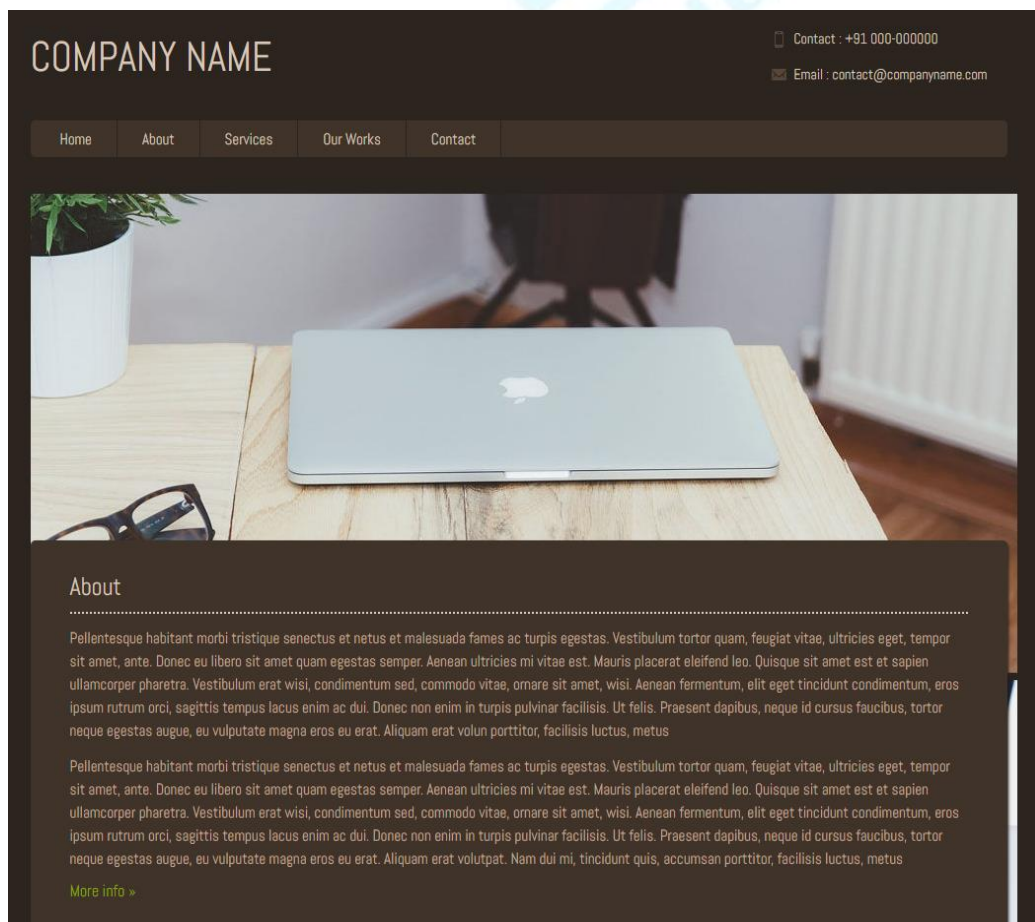 COMPANY NAME
Contact : +91 000-000000
Email : contact@companyname.com
Home About Services Our Works Contact
About
Pellentesque habitant morbi tristique senectus et netus et malesuada fames ac turpis egestas. Vestibulum tortor quam, feugiat vitae, ultricies eget, tempor
sit amet, ante. Donec eu libero sit amet quam egestas semper. Aenean ultricies mi vitae est. Mauris placerat eleifend leo. Quisque sit amet est et sapien
ullamcorper pharetra. Vestibulum erat wisi, condimentum sed, commodo vitae, ornare sit amet, wisi. Aenean fermentum, elit eget tincidunt condimentum, eros
ipsum rutrum orci, sagittis tempus lacus enim ac dui. Donec non enim in turpis pulvinar facilisis. Ut felis. Praesent dapibus, neque id cursus faucibus, tortor
neque egestas augue, eu vulputate magna eros eu erat. Aliquam erat volun porttitor, facilisis luctus, metus
Pellentesque habitant morbi tristique senectus et netus et malesuada fames ac turpis egestas. Vestibulum tortor quam, feugiat vitae, ultricies eget, tempor
sit amet, ante. Donec eu libero sit amet quam egestas semper. Aenean ultricies mi vitae est. Mauris placerat eleifend leo. Quisque sit amet est et sapien
ullamcorper pharetra. Vestibulum erat wisi, condimentum sed, commodo vitae, ornare sit amet, wisi. Aenean fermentum, elit eget tincidunt condimentum, eros
ipsum rutrum orci, sagittis tempus lacus enim ac dui. Donec non enim in turpis pulvinar facilisis. Ut felis. Praesent dapibus, neque id cursus faucibus, tortor
neque egestas augue, eu vulputate magna eros eu erat. Aliquam erat volutpat. Nam dui mi, tincidunt quis, accumsan porttitor, facilisis luctus, metus
More info »